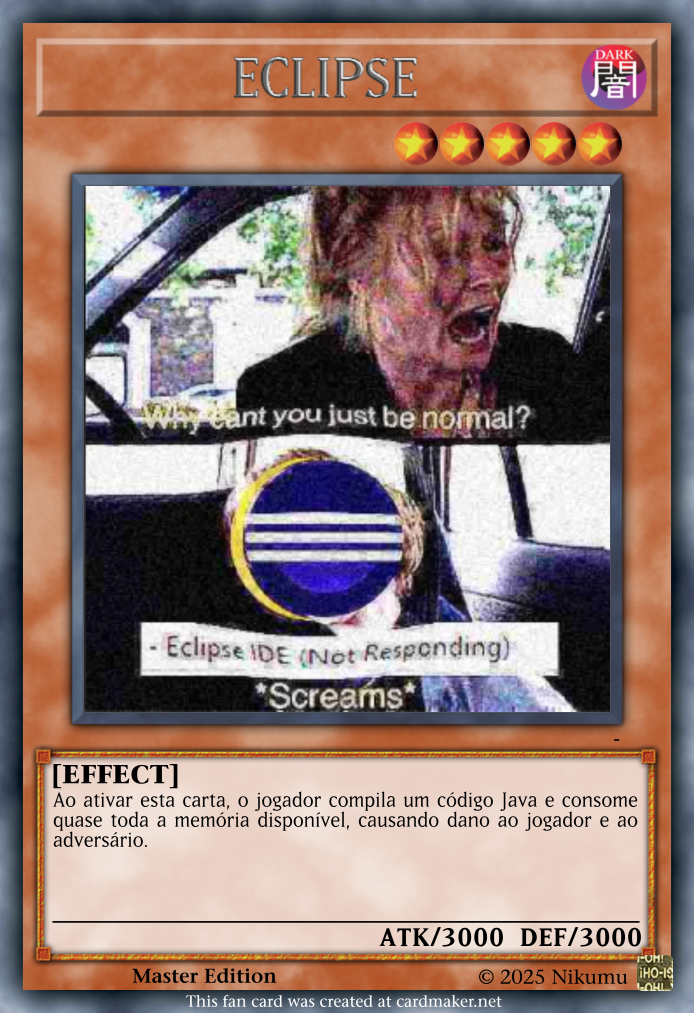 ECLIPSE
DARK
闇
Why cant you just be normal?
- Eclipse IDE (Not Responding)
*Screams*
-
[EFFECT]
Ao ativar esta carta, o jogador compila um código Java e consome
quase toda a memória disponível, causando dano ao jogador e ao
adversário.
ATK/3000 DEF/3000
Master Edition
© 2025 Nikumu
This fan card was created at cardmaker.net